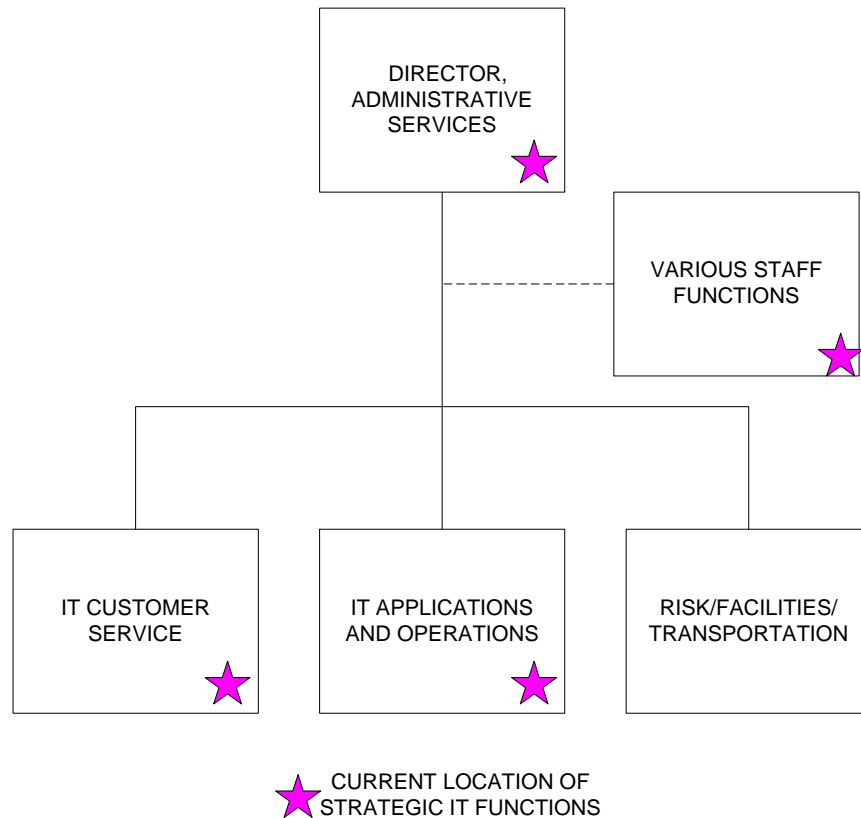 DIRECTOR,
ADMINISTRATIVE
SERVICES
VARIOUS STAFF
FUNCTIONS
IT CUSTOMER
SERVICE
IT APPLICATIONS
AND OPERATIONS
RISK/FACILITIES/
TRANSPORTATION
CURRENT LOCATION OF
STRATEGIC IT FUNCTIONS